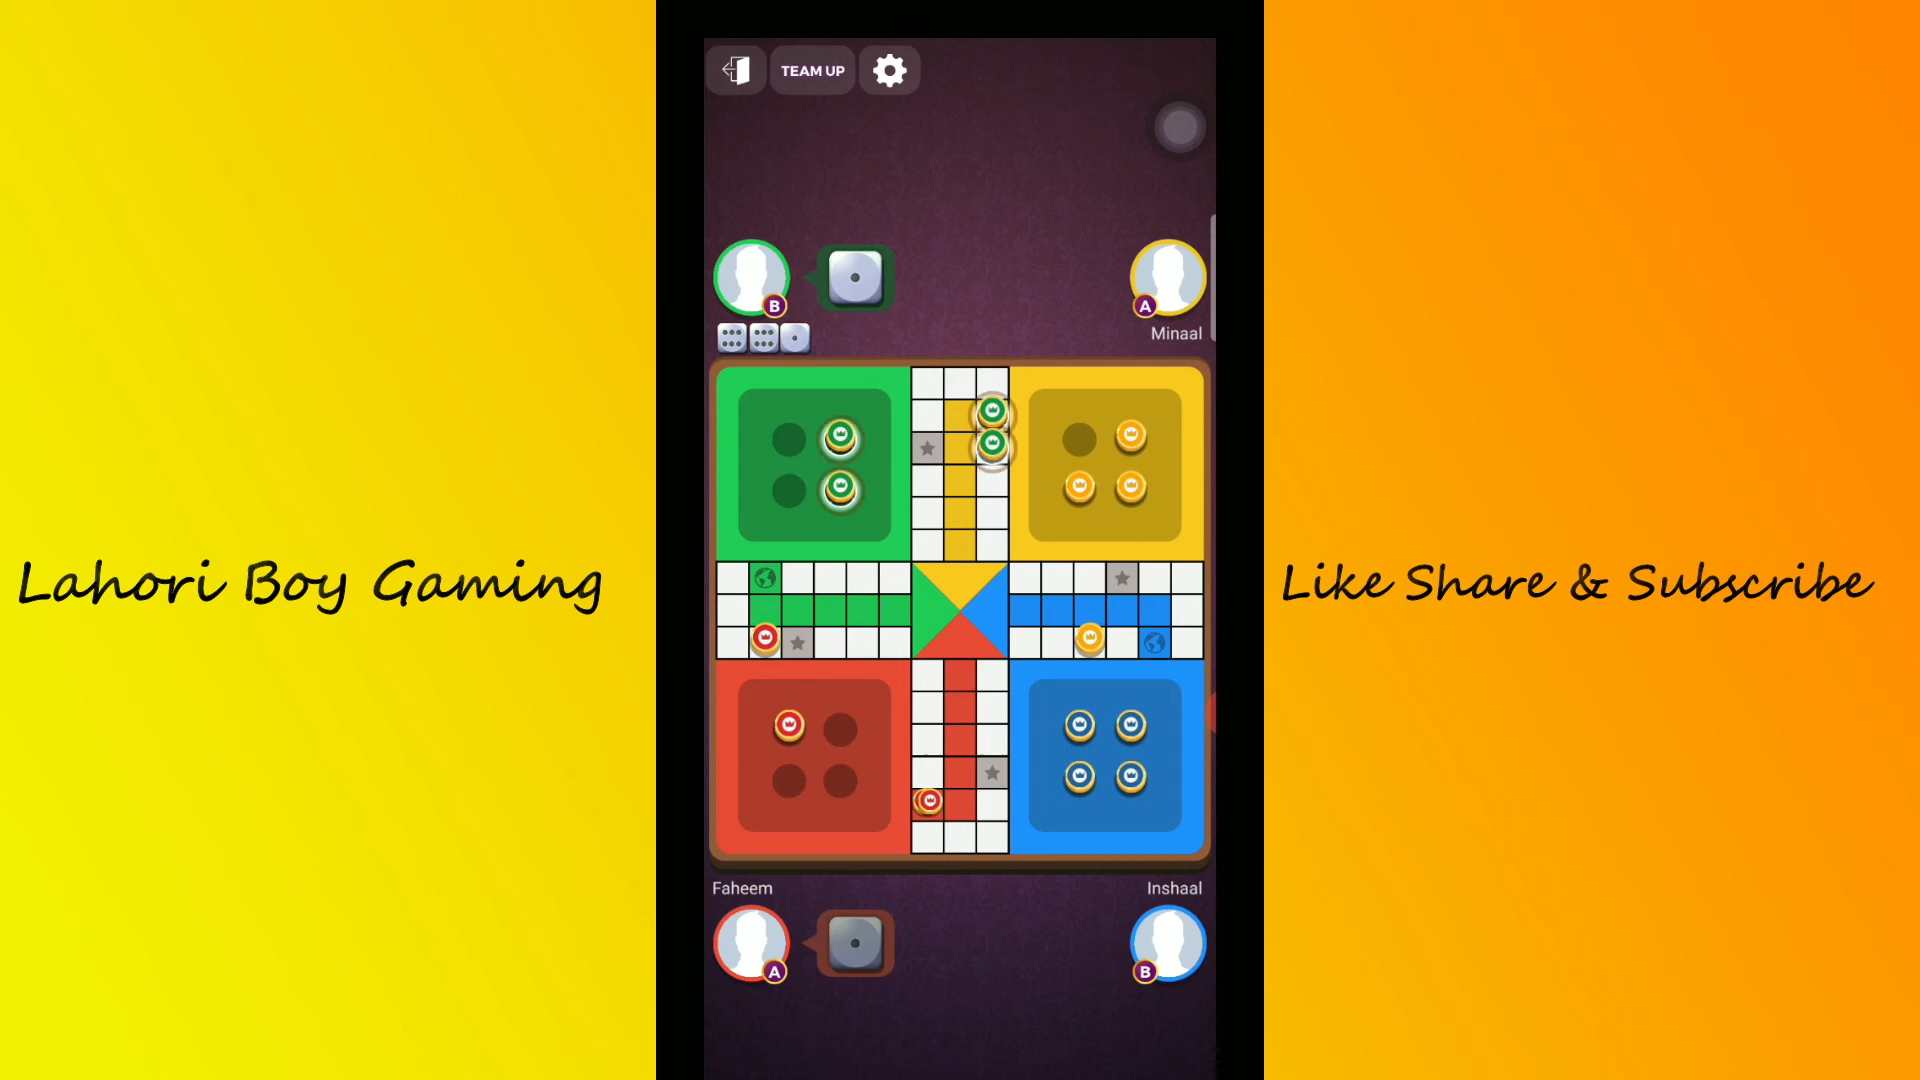 TEAM UP
B
A
Minaal
Lahori Boy Gaming
Like Share & Subscribe
Faheem
Inshaal
A
B